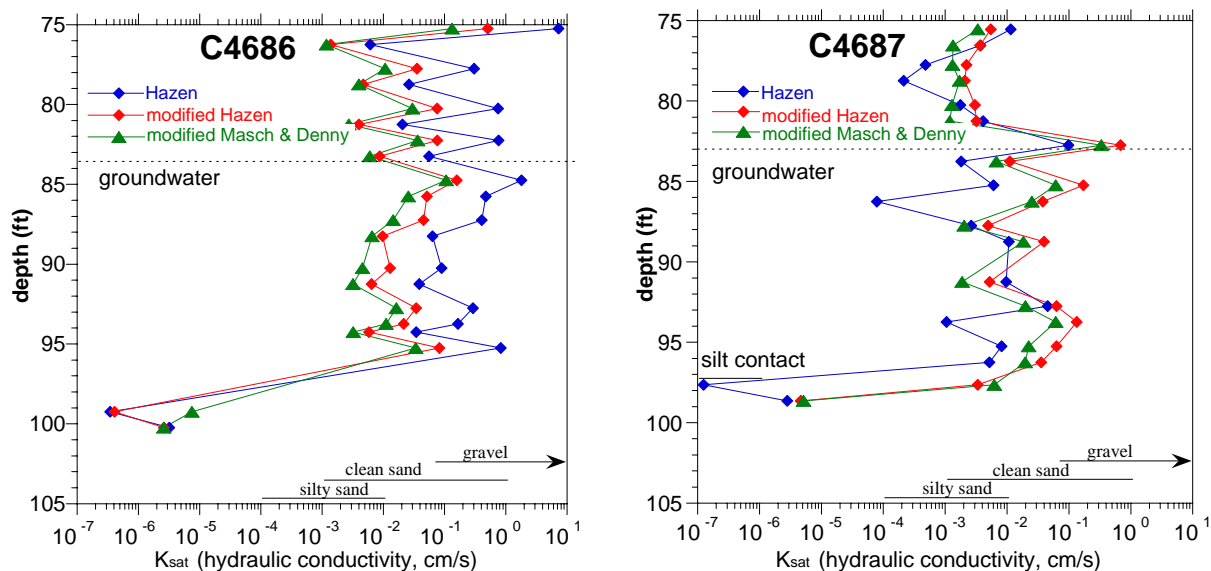 C4686
Hazen
modified Hazen
modified Masch & Denny
groundwater
gravel
clean sand
silty sand
75
80
85
90
95
100
105
depth (ft)
10⁻⁷ 10⁻⁶ 10⁻⁵ 10⁻⁴ 10⁻³ 10⁻² 10⁻¹ 10⁰ 10¹
Ksat (hydraulic conductivity, cm/s)
C4687
Hazen
modified Hazen
modified Masch & Denny
groundwater
silt contact
gravel
clean sand
silty sand
75
80
85
90
95
100
105
depth (ft)
10⁻⁷ 10⁻⁶ 10⁻⁵ 10⁻⁴ 10⁻³ 10⁻² 10⁻¹ 10⁰ 10¹
Ksat (hydraulic conductivity, cm/s)